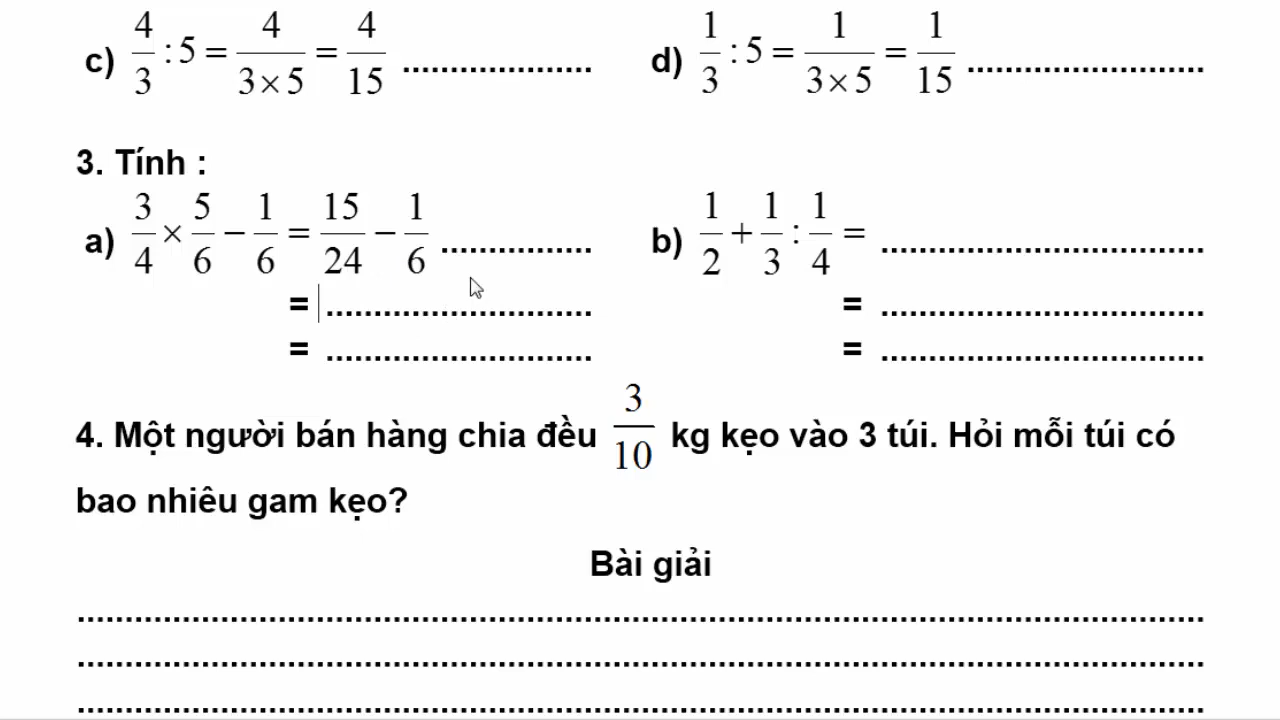 c) 4/3 : 5 = 4/(3×5) = 4/15 .................... d) 1/3 : 5 = 1/(3×5) = 1/15 .........................
3. Tính :
a) 3/4 × 5/6 − 1/6 = 15/24 − 1/6 ................ b) 1/2 + 1/3 : 1/4 = ..................................
= ............................ = ..................................
= ............................ = ..................................
4. Một người bán hàng chia đều 3/10 kg kẹo vào 3 túi. Hỏi mỗi túi có
bao nhiêu gam kẹo?
Bài giải
........................................................................................................................
........................................................................................................................
........................................................................................................................